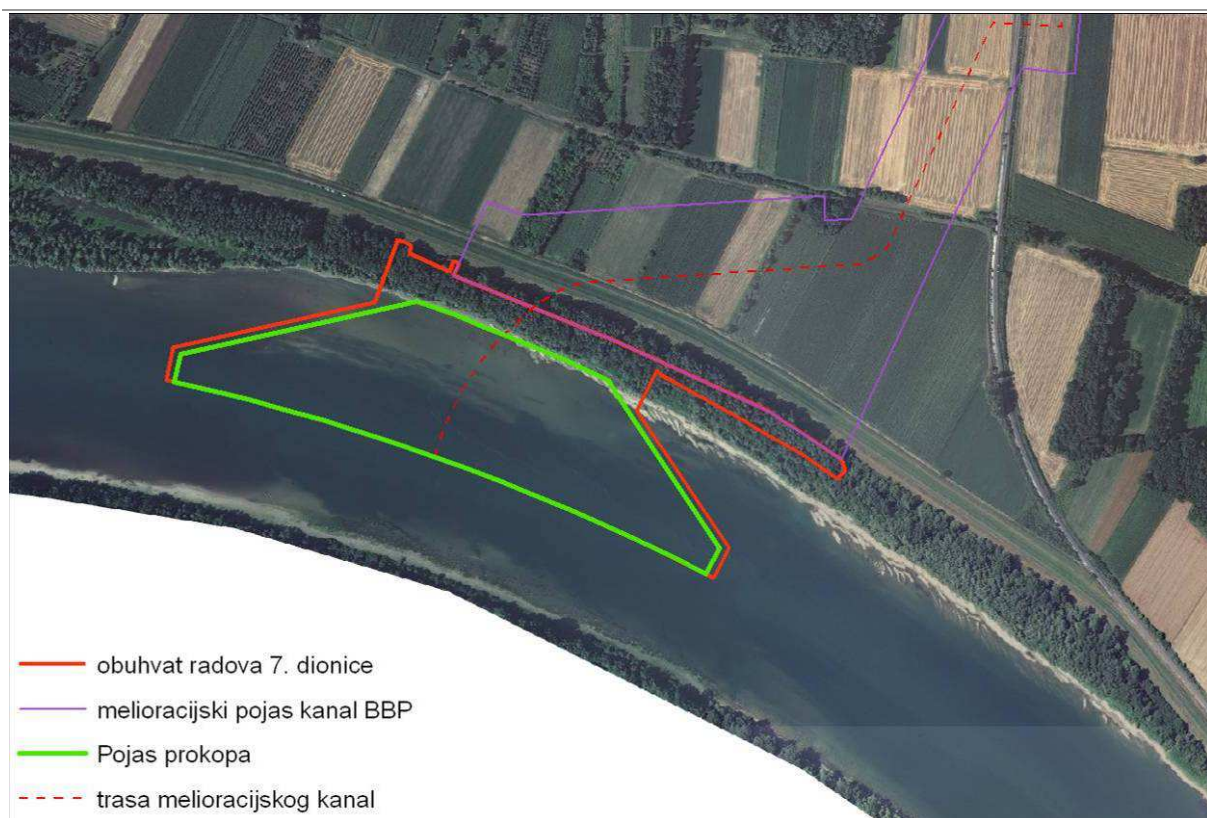 obuhvat radova 7. dionice
melioracijski pojas kanal BBP
Pojas prokopa
trasa melioracijskog kanal